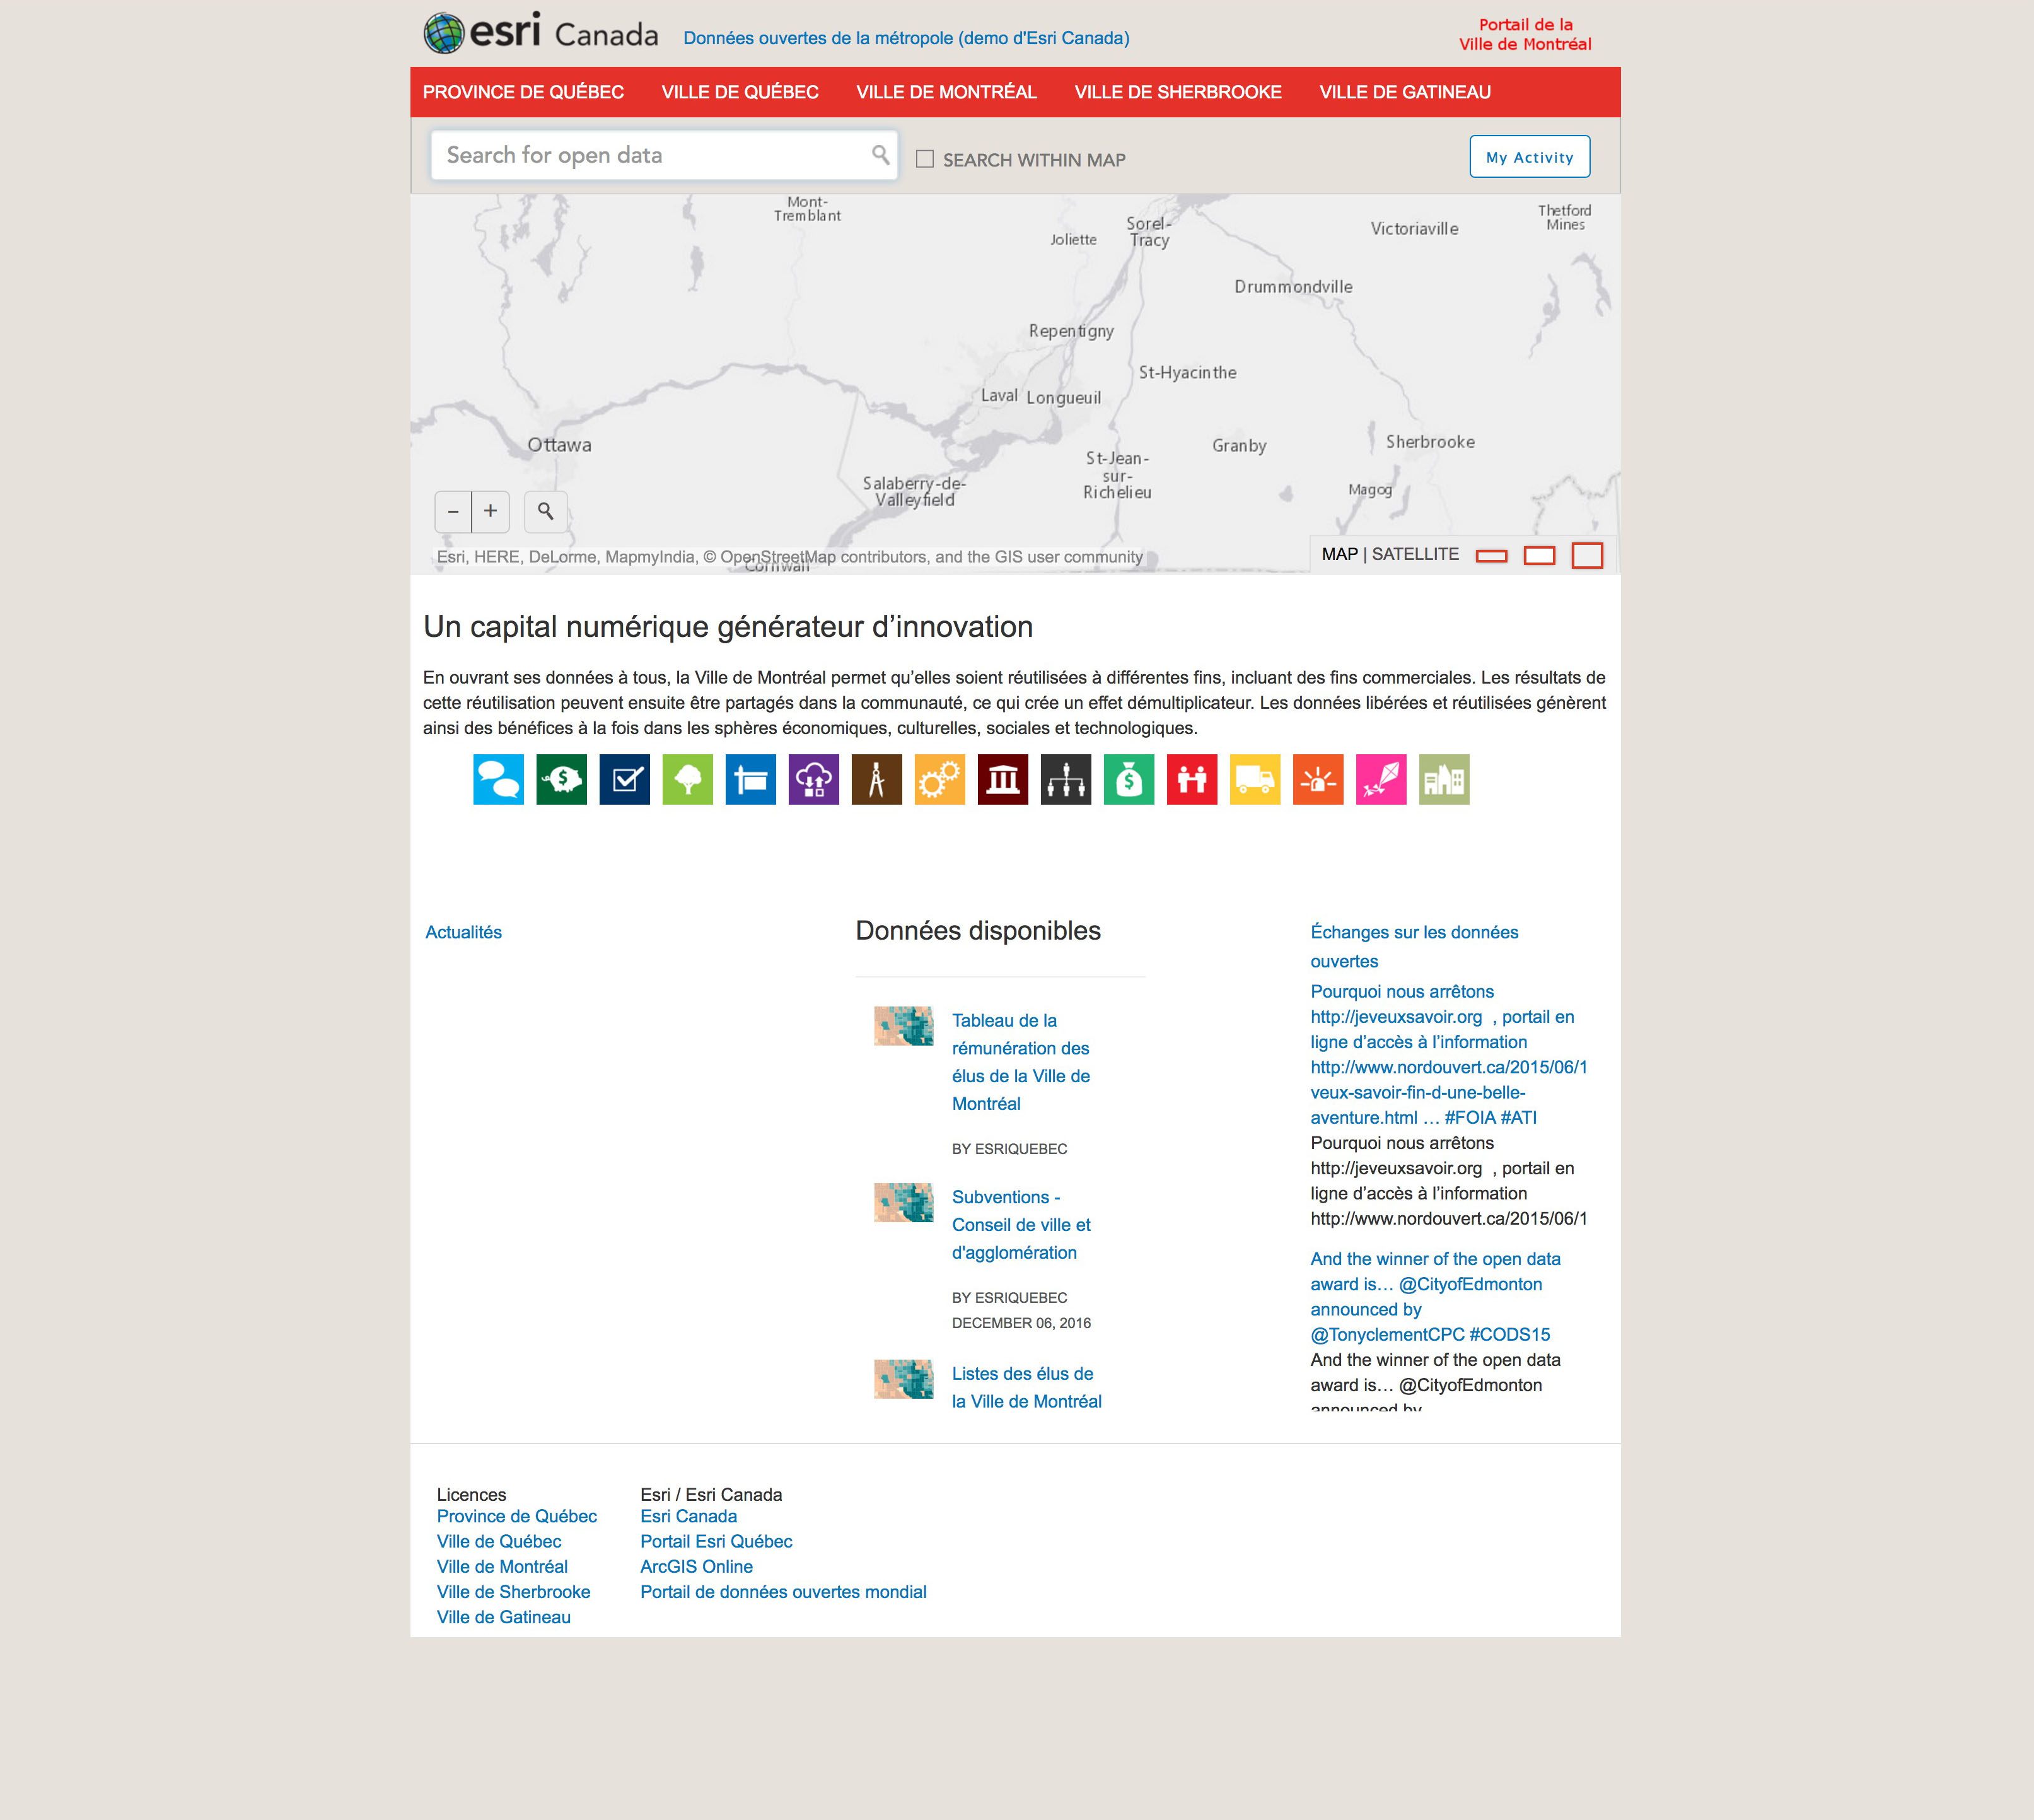 esri Canada
Données ouvertes de la métropole (demo d'Esri Canada)
Portail de la
Ville de Montréal
PROVINCE DE QUÉBEC VILLE DE QUÉBEC VILLE DE MONTRÉAL VILLE DE SHERBROOKE VILLE DE GATINEAU
Search for open data
SEARCH WITHIN MAP
My Activity
Mont-
Tremblant
Joliette
Sorel-
Tracy
Victoriaville
Thetford
Mines
Drummondville
Repentigny
St-Hyacinthe
Laval
Longueuil
Ottawa
Granby
Sherbrooke
St-Jean-
sur-
Richelieu
Salaberry-de-
Valleyfield
Magog
− +
Esri, HERE, DeLorme, MapmyIndia, © OpenStreetMap contributors, and the GIS user community
Cornwall
MAP | SATELLITE
Un capital numérique générateur d’innovation
En ouvrant ses données à tous, la Ville de Montréal permet qu’elles soient réutilisées à différentes fins, incluant des fins commerciales. Les résultats de
cette réutilisation peuvent ensuite être partagés dans la communauté, ce qui crée un effet démultiplicateur. Les données libérées et réutilisées génèrent
ainsi des bénéfices à la fois dans les sphères économiques, culturelles, sociales et technologiques.
$
$
Actualités
Données disponibles
Tableau de la
rémunération des
élus de la Ville de
Montréal
BY ESRIQUEBEC
Subventions -
Conseil de ville et
d'agglomération
BY ESRIQUEBEC
DECEMBER 06, 2016
Listes des élus de
la Ville de Montréal
Échanges sur les données
ouvertes
Pourquoi nous arrêtons
http://jeveuxsavoir.org , portail en
ligne d’accès à l’information
http://www.nordouvert.ca/2015/06/1
veux-savoir-fin-d-une-belle-
aventure.html … #FOIA #ATI
Pourquoi nous arrêtons
http://jeveuxsavoir.org , portail en
ligne d’accès à l’information
http://www.nordouvert.ca/2015/06/1
And the winner of the open data
award is… @CityofEdmonton
announced by
@TonyclementCPC #CODS15
And the winner of the open data
award is… @CityofEdmonton
announced by
Licences
Province de Québec
Ville de Québec
Ville de Montréal
Ville de Sherbrooke
Ville de Gatineau
Esri / Esri Canada
Esri Canada
Portail Esri Québec
ArcGIS Online
Portail de données ouvertes mondial